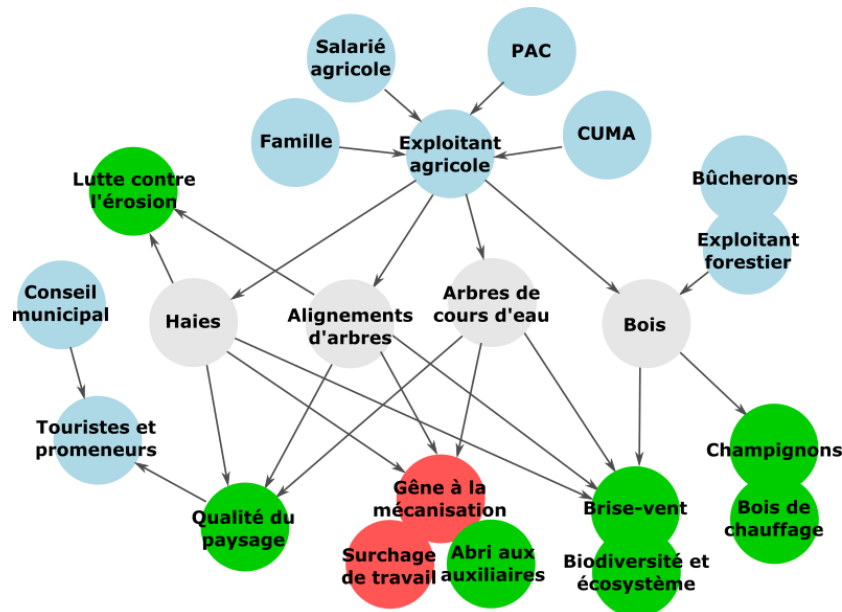 Salarié
agricole
PAC
Famille
Exploitant
agricole
CUMA
Lutte contre
l'érosion
Bûcherons
Exploitant
forestier
Conseil
municipal
Haies
Alignements
d'arbres
Arbres de
cours d'eau
Bois
Touristes et
promeneurs
Champignons
Qualité du
paysage
Gêne à la
mécanisation
Brise-vent
Bois de
chauffage
Surchage
de travail
Abri aux
auxiliaires
Biodiversité et
écosystème